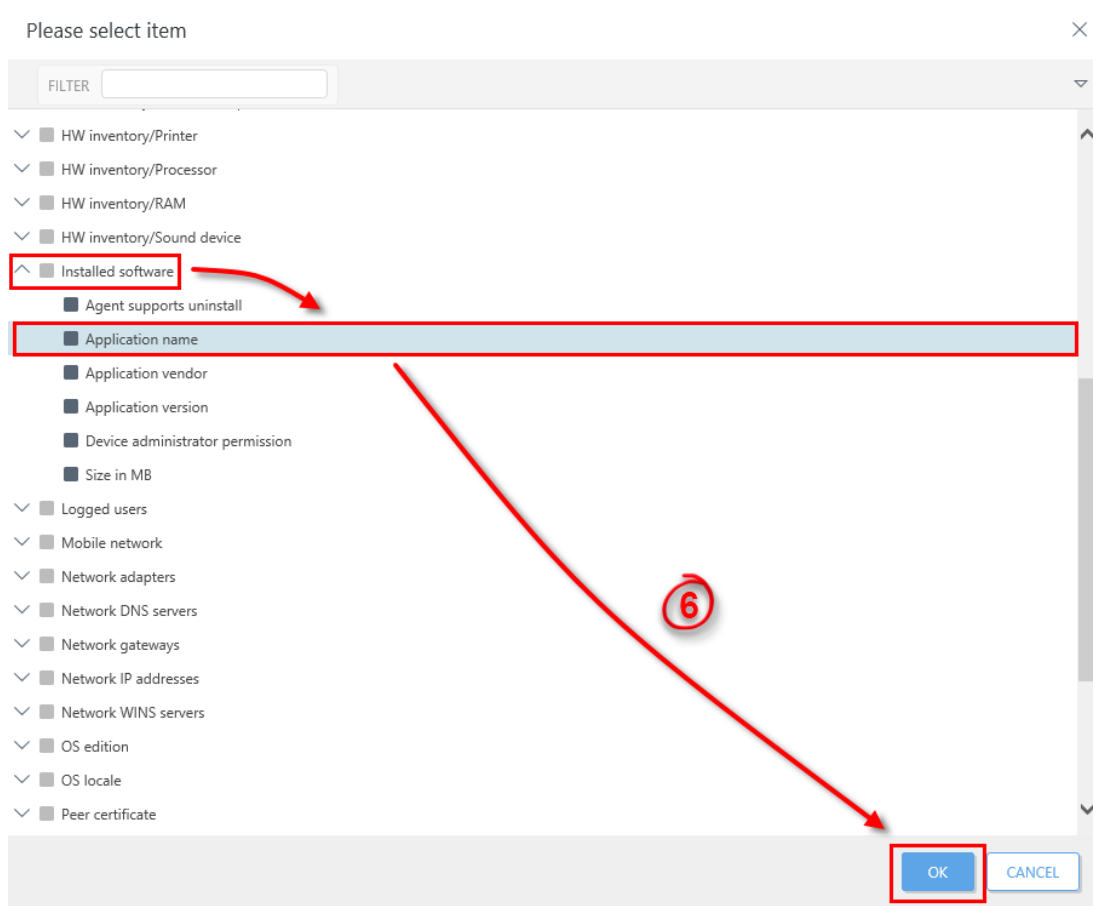 Please select item
FILTER
HW inventory/Printer
HW inventory/Processor
HW inventory/RAM
HW inventory/Sound device
Installed software
Agent supports uninstall
Application name
Application vendor
Application version
Device administrator permission
Size in MB
Logged users
Mobile network
Network adapters
6
Network DNS servers
Network gateways
Network IP addresses
Network WINS servers
OS edition
OS locale
Peer certificate
OK
CANCEL